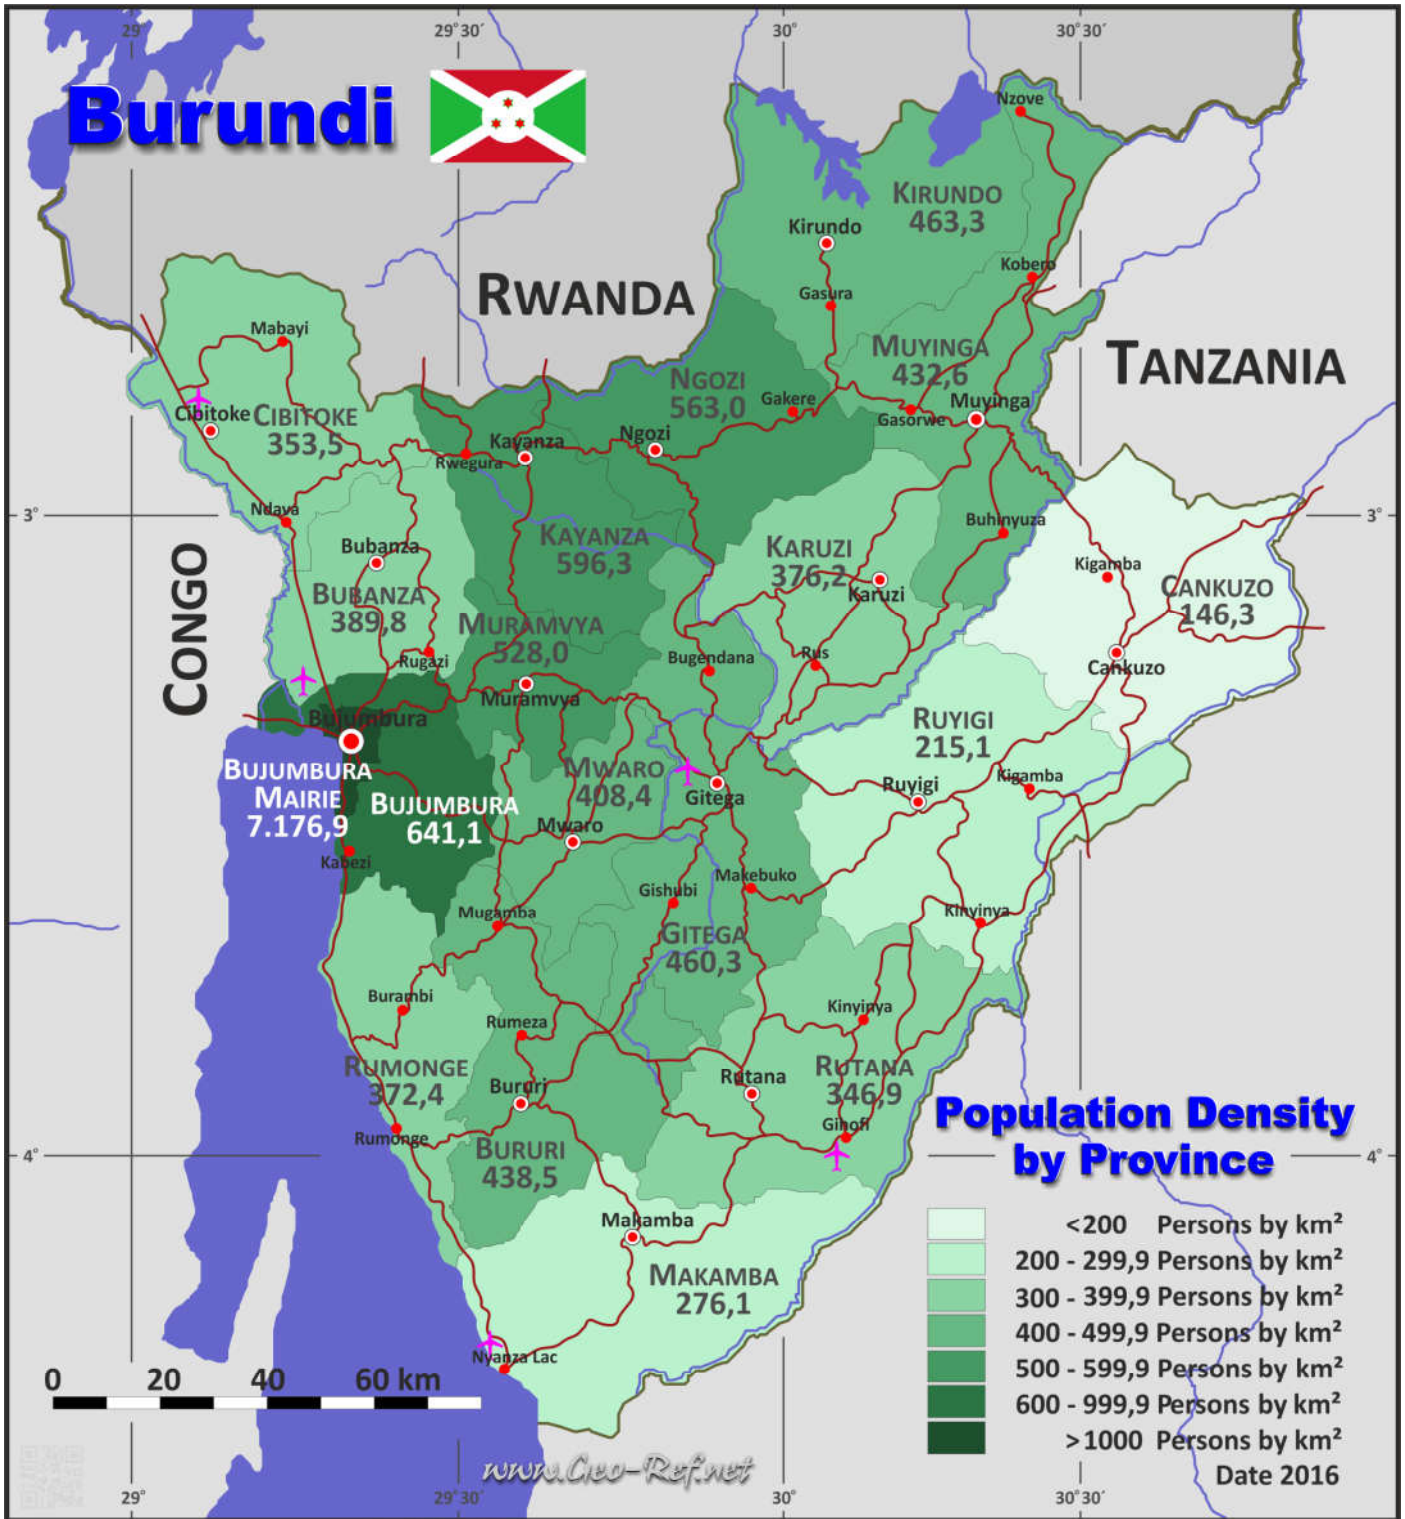 29°
29°30′
30°
30°30′
Burundi
Nzove
KIRUNDO
463,3
Kirundo
Kobero
Gasura
RWANDA
Mabayi
MUYINGA
432,6
TANZANIA
NGOZI
563,0
Gakere
Muyinga
Gasorwe
Cibitoke
CIBITOKE
353,5
Kayanza
Ngozi
Rwegura
Ndava
3°
3°
Buhinyuza
KAYANZA
596,3
Bubanza
KARUZI
376,2
Karuzi
Kigamba
CANKUZO
146,3
CONGO
BUBANZA
389,8
MURAMVYA
528,0
Rugazi
Bugendana
Rus
Cankuzo
Muramvya
Bujumbura
RUYIGI
215,1
BUJUMBURA
MAIRIE
7.176,9
BUJUMBURA
641,1
MWARO
408,4
Gitega
Ruyigi
Kigamba
Mwaro
Kabezi
Gishubi
Makebuko
Mugamba
Kinyinya
GITEGA
460,3
Burambi
Rumeza
Kinyinya
RUMONGE
372,4
Bururi
Rutana
RUTANA
346,9
Gihofi
Rumonge
BURURI
438,5
4°
4°
Population Density
by Province
<200 Persons by km²
200 - 299,9 Persons by km²
300 - 399,9 Persons by km²
400 - 499,9 Persons by km²
500 - 599,9 Persons by km²
600 - 999,9 Persons by km²
>1000 Persons by km²
Date 2016
Makamba
MAKAMBA
276,1
Nyanza Lac
0 20 40 60 km
www.Geo-Ref.net
29°
29°30′
30°
30°30′